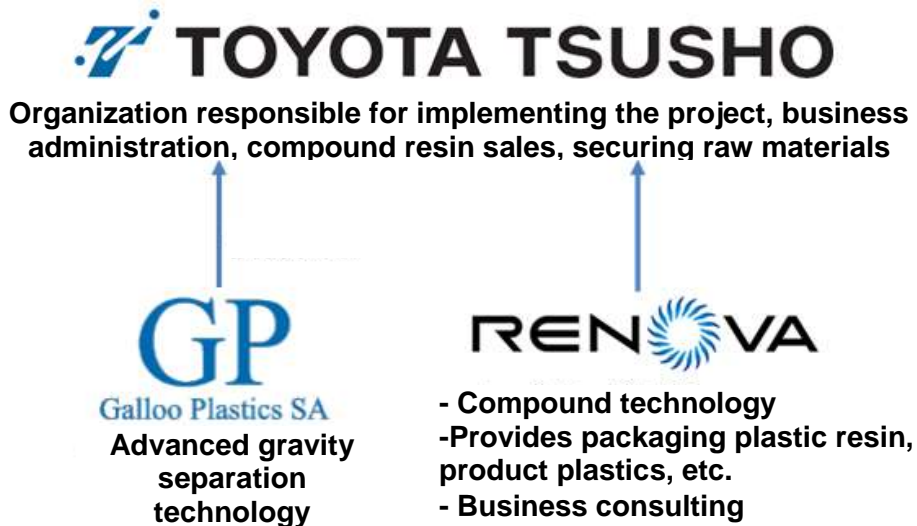 TOYOTA TSUSHO
Organization responsible for implementing the project, business
administration, compound resin sales, securing raw materials
GP
Galloo Plastics SA
Advanced gravity
separation
technology
RENOVA
- Compound technology
-Provides packaging plastic resin,
product plastics, etc.
- Business consulting